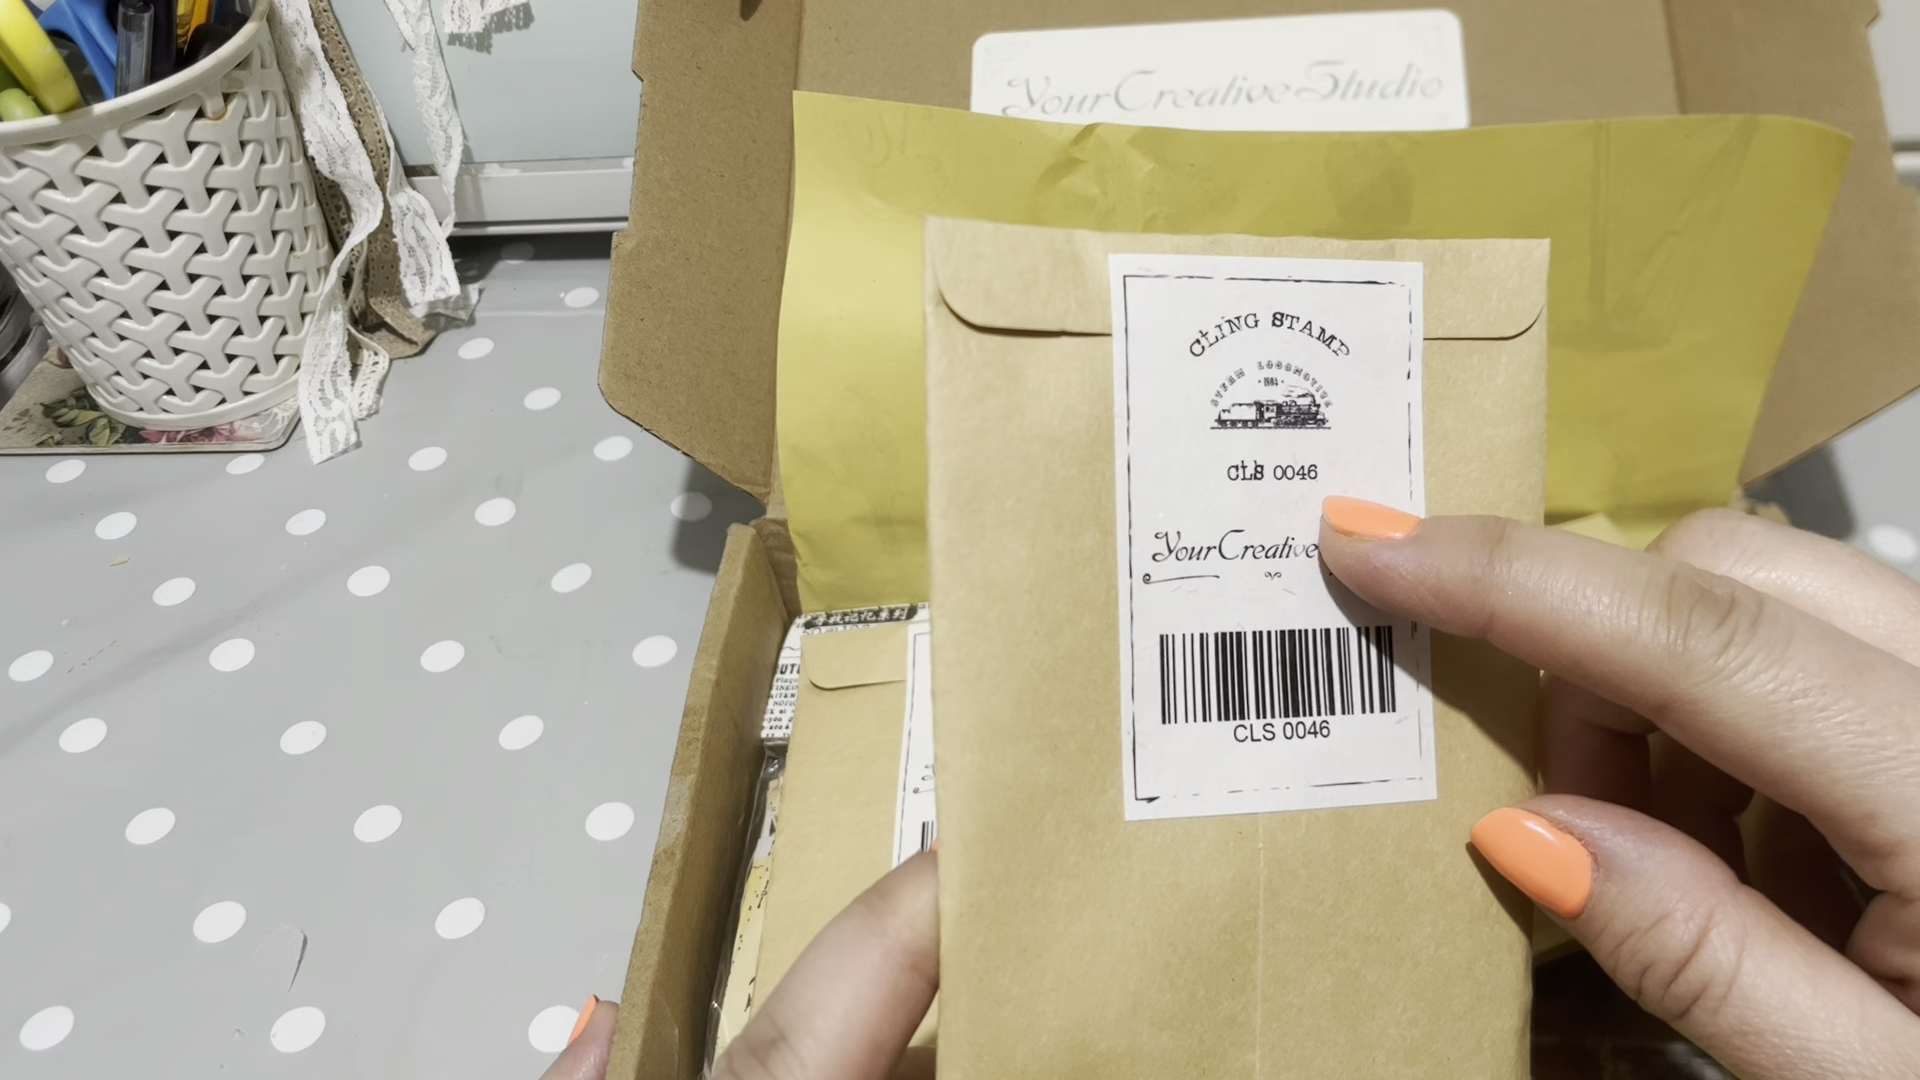 YourCreativeStudio
CLING STAMP
STEAM LOCOMOTIVE
CLS 0046
YourCreative
CLS 0046